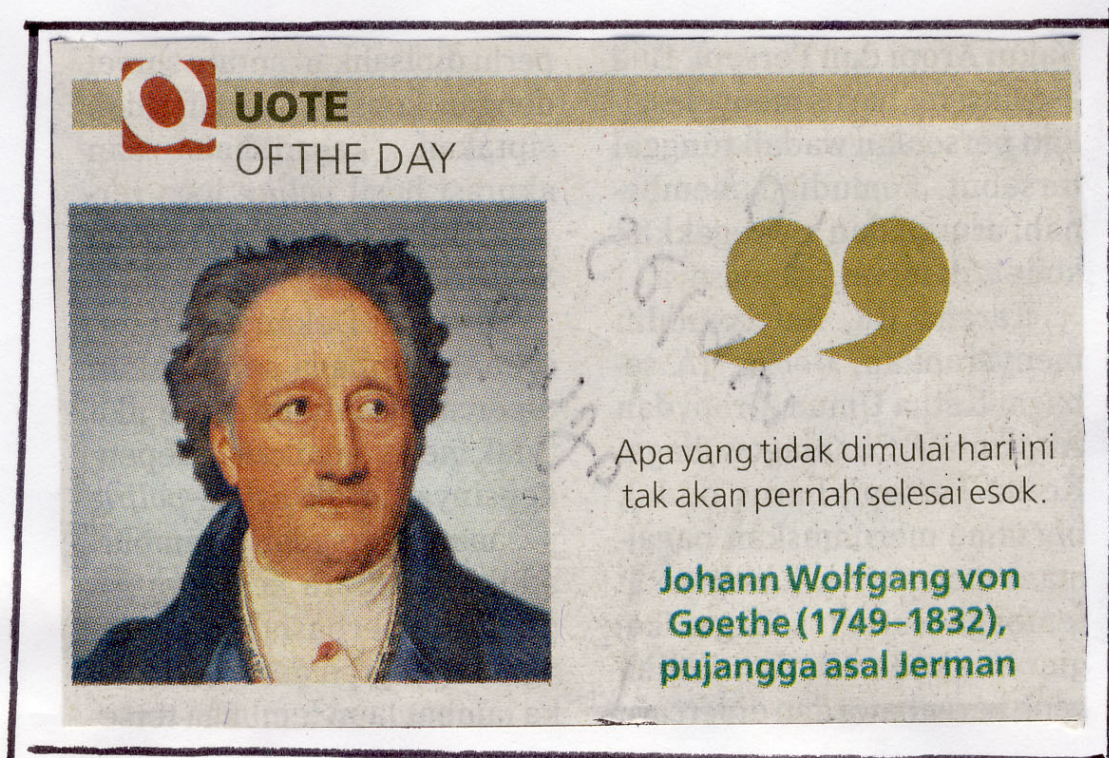 QUOTE
OF THE DAY
”
Apa yang tidak dimulai hari ini
tak akan pernah selesai esok.
Johann Wolfgang von
Goethe (1749–1832),
pujangga asal Jerman